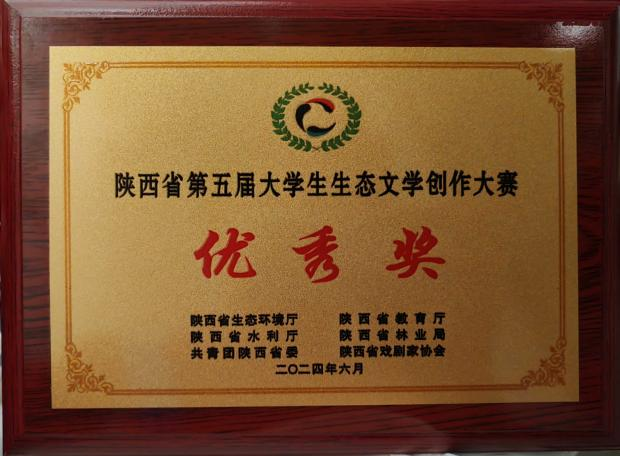 陕西省第五届大学生生态文学创作大赛
优秀奖
陕西省生态环境厅 陕西省教育厅
陕西省水利厅 陕西省林业局
共青团陕西省委 陕西省戏剧家协会
二〇二四年六月